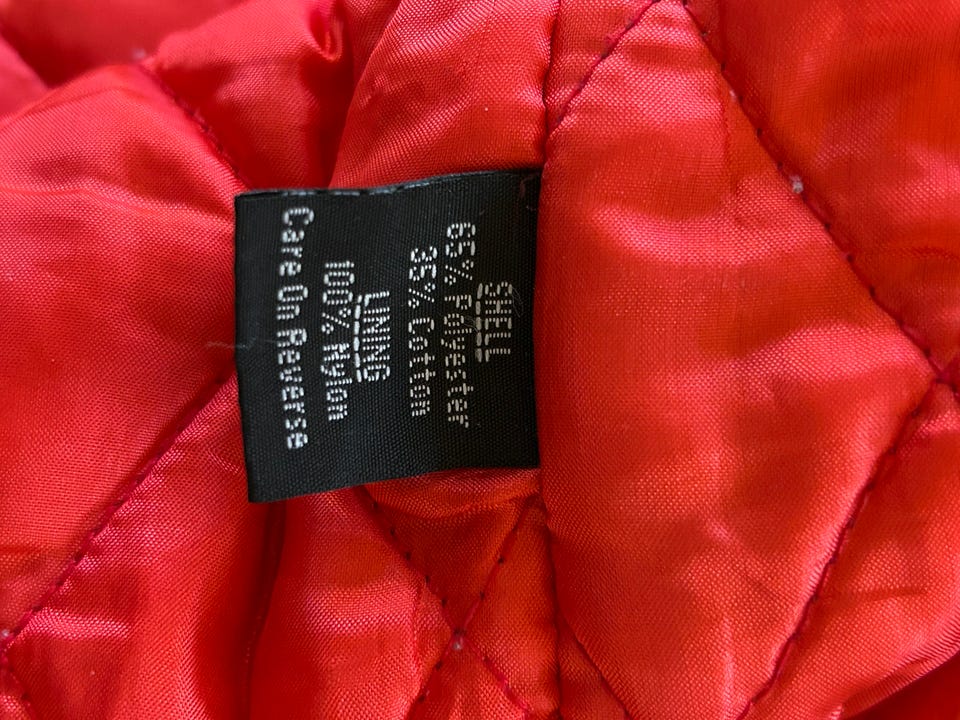 SHELL
65% Polyester
35% Cotton
LINING
100% Nylon
Care On Reverse